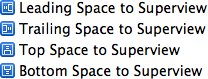 Leading Space to Superview
Trailing Space to Superview
Top Space to Superview
Bottom Space to Superview